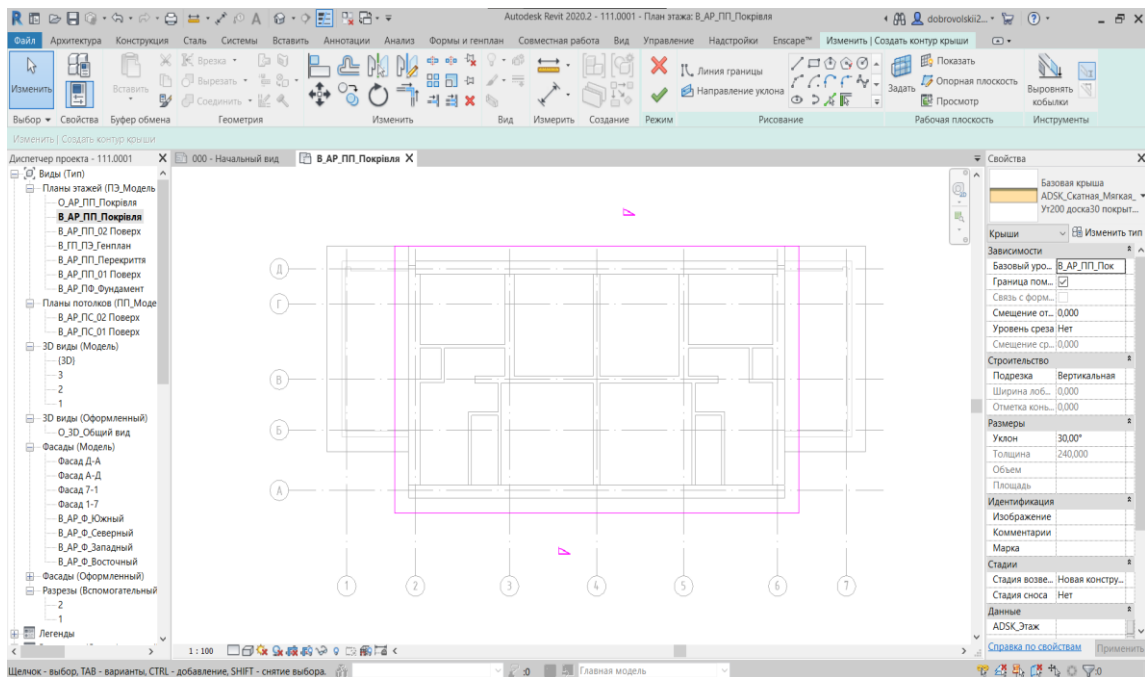 Autodesk Revit 2020.2 - 111.0001 - План этажа: В_АР_ПП_Покрівля
dobrovolskii2...
Файл Архитектура Конструкция Сталь Системы Вставить Аннотации Анализ Формы и генплан Совместная работа Вид Управление Надстройки Enscape™ Изменить | Создать контур крыши
Изменить
Вставить
Врезка
Вырезать
Соединить
Линия границы
Направление уклона
Задать
Показать
Опорная плоскость
Просмотр
Выровнять
кобылки
Выбор Свойства Буфер обмена Геометрия Изменить Вид Измерить Создание Режим Рисование Рабочая плоскость Инструменты
Изменить | Создать контур крыши
Диспетчер проекта - 111.0001 X
000 - Начальный вид
В_АР_ПП_Покрівля X
Свойства X
Виды (Тип)
Планы этажей (ПЭ_Модель
О_АР_ПП_Покрівля
В_АР_ПП_Покрівля
В_АР_ПП_02 Поверх
В_ГП_ПЭ_Генплан
В_АР_ПП_Перекриття
В_АР_ПП_01 Поверх
В_АР_ПФ_Фундамент
Планы потолков (ПП_Моде
В_АР_ПС_02 Поверх
В_АР_ПС_01 Поверх
3D виды (Модель)
{3D}
3
2
1
3D виды (Оформленный)
О_3D_Общий вид
Фасады (Модель)
Фасад Д-А
Фасад А-Д
Фасад 7-1
Фасад 1-7
В_АР_Ф_Южный
В_АР_Ф_Северный
В_АР_Ф_Западный
В_АР_Ф_Восточный
Фасады (Оформленный)
Разрезы (Вспомогательный
2
1
Легенды
Д
Г
В
Б
А
1 2 3 4 5 6 7
Базовая крыша
ADSK_Скатная_Мягкая_
Ут200 доска30 покрыт...
Крыши
Изменить тип
Зависимости
Базовый уро... В_АР_ПП_Пок
Граница пом...
Связь с форм...
Смещение от... 0,000
Уровень среза Нет
Смещение ср... 0,000
Строительство
Подрезка Вертикальная
Ширина лоб... 0,000
Отметка конь... 0,000
Размеры
Уклон 30,00°
Толщина 240,000
Объем
Площадь
Идентификация
Изображение
Комментарии
Марка
Стадии
Стадия возве... Новая констру...
Стадия сноса Нет
Данные
ADSK_Этаж
Справка по свойствам Применить
1 : 100
Щелчок - выбор, TAB - варианты, CTRL - добавление, SHIFT - снятие выбора.
:0
Главная модель
:0